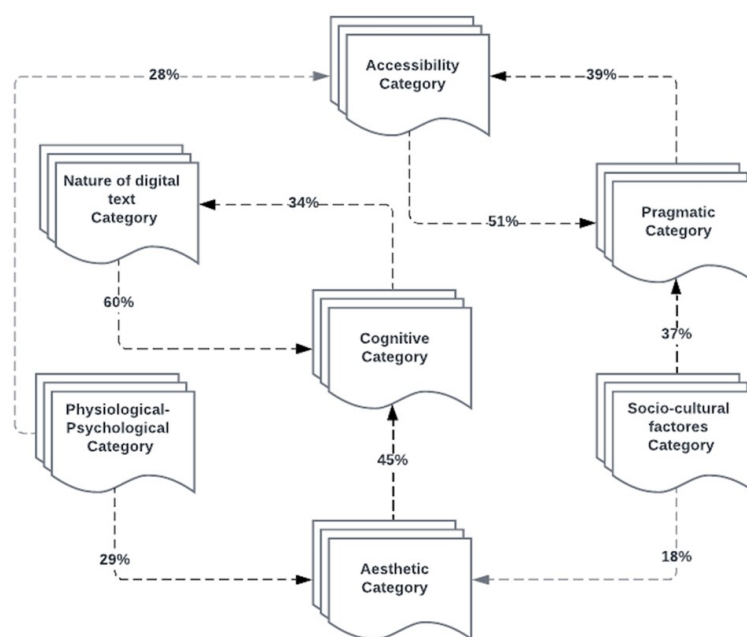 28%
Accessibility
Category
39%
Nature of digital
text
Category
34%
51%
Pragmatic
Category
60%
Cognitive
Category
37%
Physiological-
Psychological
Category
Socio-cultural
factores
Category
45%
29%
Aesthetic
Category
18%